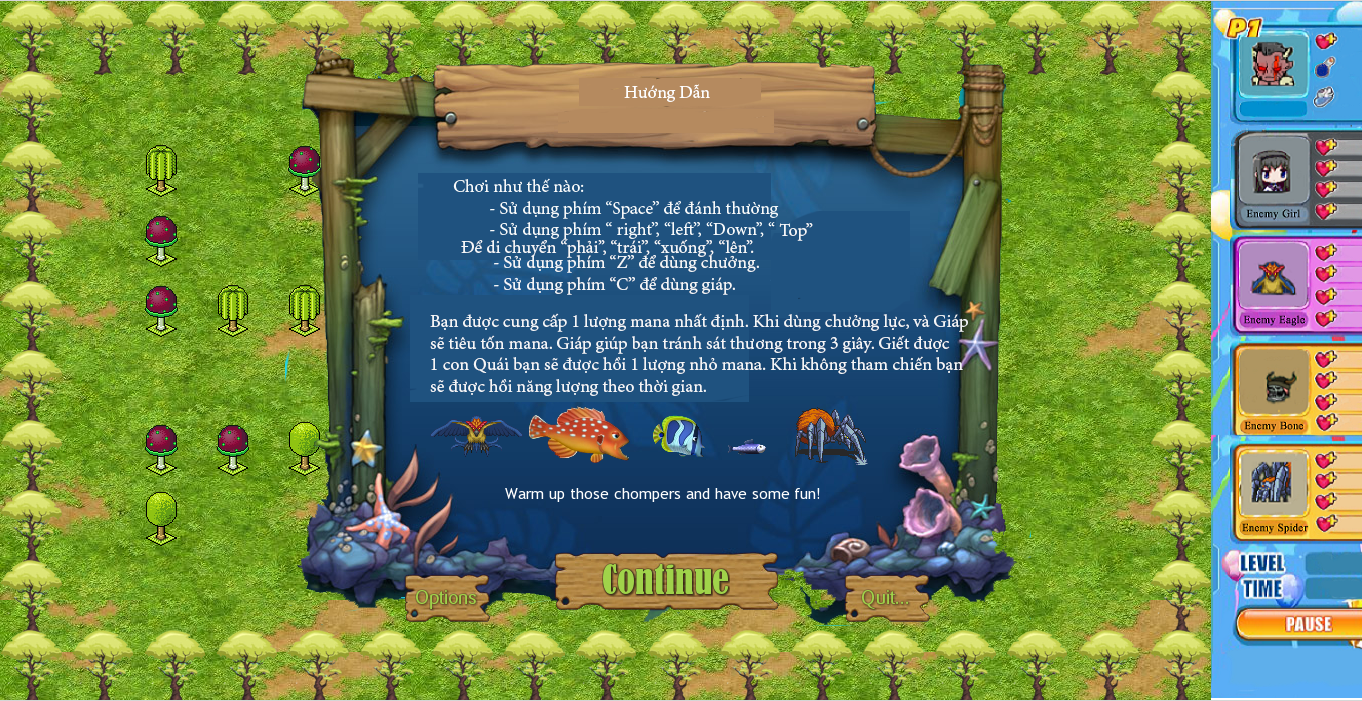 Hướng Dẫn
Chơi như thế nào:
- Sử dụng phím “Space” để đánh thường
- Sử dụng phím “ right”, “left”, “Down”, “ Top”
Để di chuyển “phải”, “trái”, “xuống”, “lên”.
- Sử dụng phím “Z” để dùng chưởng.
- Sử dụng phím “C” để dùng giáp.
Bạn được cung cấp 1 lượng mana nhất định. Khi dùng chưởng lực, và Giáp
sẽ tiêu tốn mana. Giáp giúp bạn tránh sát thương trong 3 giây. Giết được
1 con Quái bạn sẽ được hồi 1 lượng nhỏ mana. Khi không tham chiến bạn
sẽ được hồi năng lượng theo thời gian.
Warm up those chompers and have some fun!
Options
Continue
Quit...
P1
Enemy Girl
Enemy Eagle
Enemy Bone
Enemy Spider
LEVEL
TIME
PAUSE